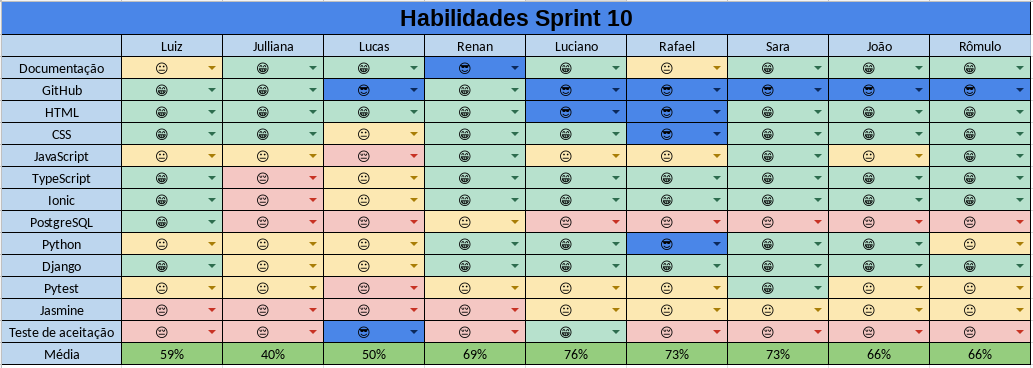 Habilidades Sprint 10
Luiz Julliana Lucas Renan Luciano Rafael Sara João Rômulo
Documentação
GitHub
HTML
CSS
JavaScript
TypeScript
Ionic
PostgreSQL
Python
Django
Pytest
Jasmine
Teste de aceitação
Média 59% 40% 50% 69% 76% 73% 73% 66% 66%